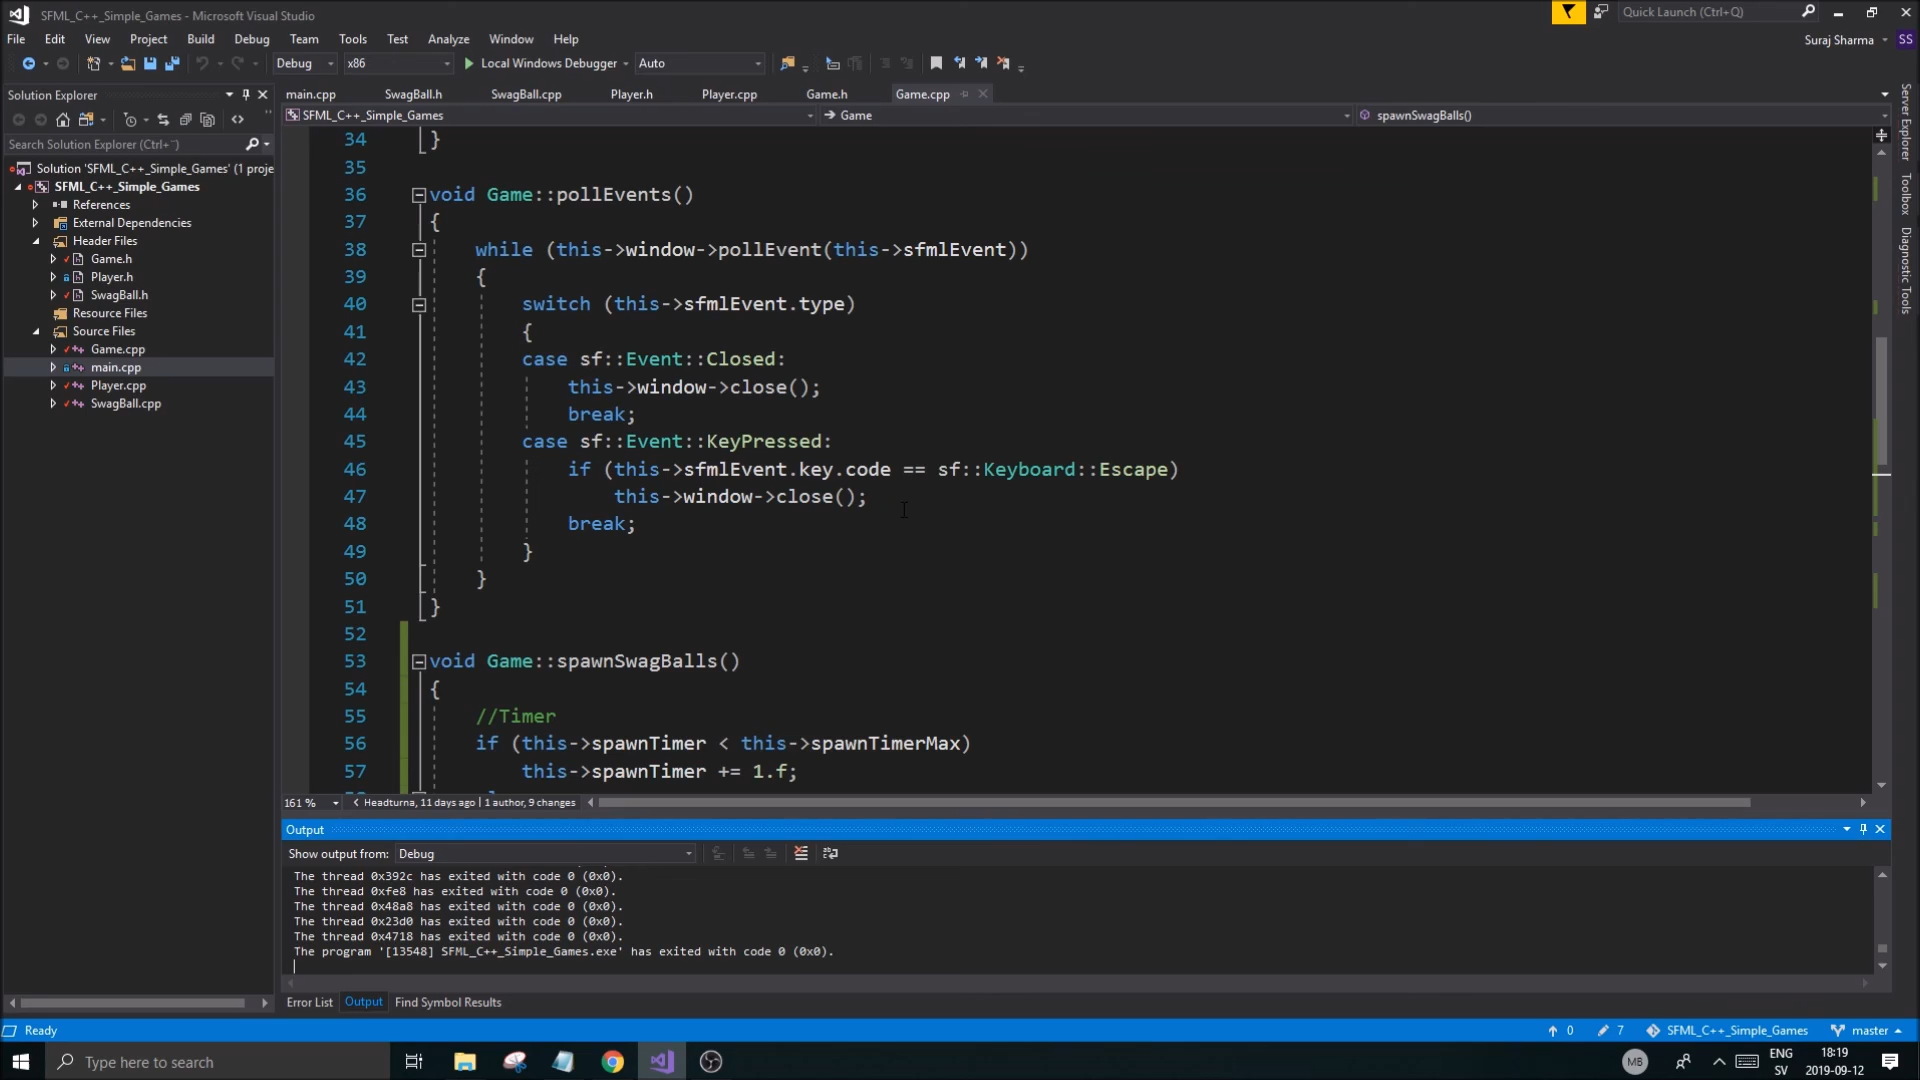 SFML_C++_Simple_Games - Microsoft Visual Studio
Quick Launch (Ctrl+Q)
File Edit View Project Build Debug Team Tools Test Analyze Window Help
Suraj Sharma SS
Debug x86 Local Windows Debugger Auto
Solution Explorer
main.cpp SwagBall.h SwagBall.cpp Player.h Player.cpp Game.h Game.cpp
SFML_C++_Simple_Games Game spawnSwagBalls()
Search Solution Explorer (Ctrl+¨)
Solution 'SFML_C++_Simple_Games' (1 proje
SFML_C++_Simple_Games
References
External Dependencies
Header Files
Game.h
Player.h
SwagBall.h
Resource Files
Source Files
Game.cpp
main.cpp
Player.cpp
SwagBall.cpp
34 }
35
36 void Game::pollEvents()
37 {
38 while (this->window->pollEvent(this->sfmlEvent))
39 {
40 switch (this->sfmlEvent.type)
41 {
42 case sf::Event::Closed:
43 this->window->close();
44 break;
45 case sf::Event::KeyPressed:
46 if (this->sfmlEvent.key.code == sf::Keyboard::Escape)
47 this->window->close();
48 break;
49 }
50 }
51 }
52
53 void Game::spawnSwagBalls()
54 {
55 //Timer
56 if (this->spawnTimer < this->spawnTimerMax)
57 this->spawnTimer += 1.f;
161 % Headturna, 11 days ago | 1 author, 9 changes
Server Explorer
Toolbox
Diagnostic Tools
Output
Show output from: Debug
The thread 0x392c has exited with code 0 (0x0).
The thread 0xfe8 has exited with code 0 (0x0).
The thread 0x48a8 has exited with code 0 (0x0).
The thread 0x23d0 has exited with code 0 (0x0).
The thread 0x4718 has exited with code 0 (0x0).
The program '[13548] SFML_C++_Simple_Games.exe' has exited with code 0 (0x0).
Error List Output Find Symbol Results
Ready 0 7 SFML_C++_Simple_Games master
Type here to search
MB
ENG
SV
18:19
2019-09-12